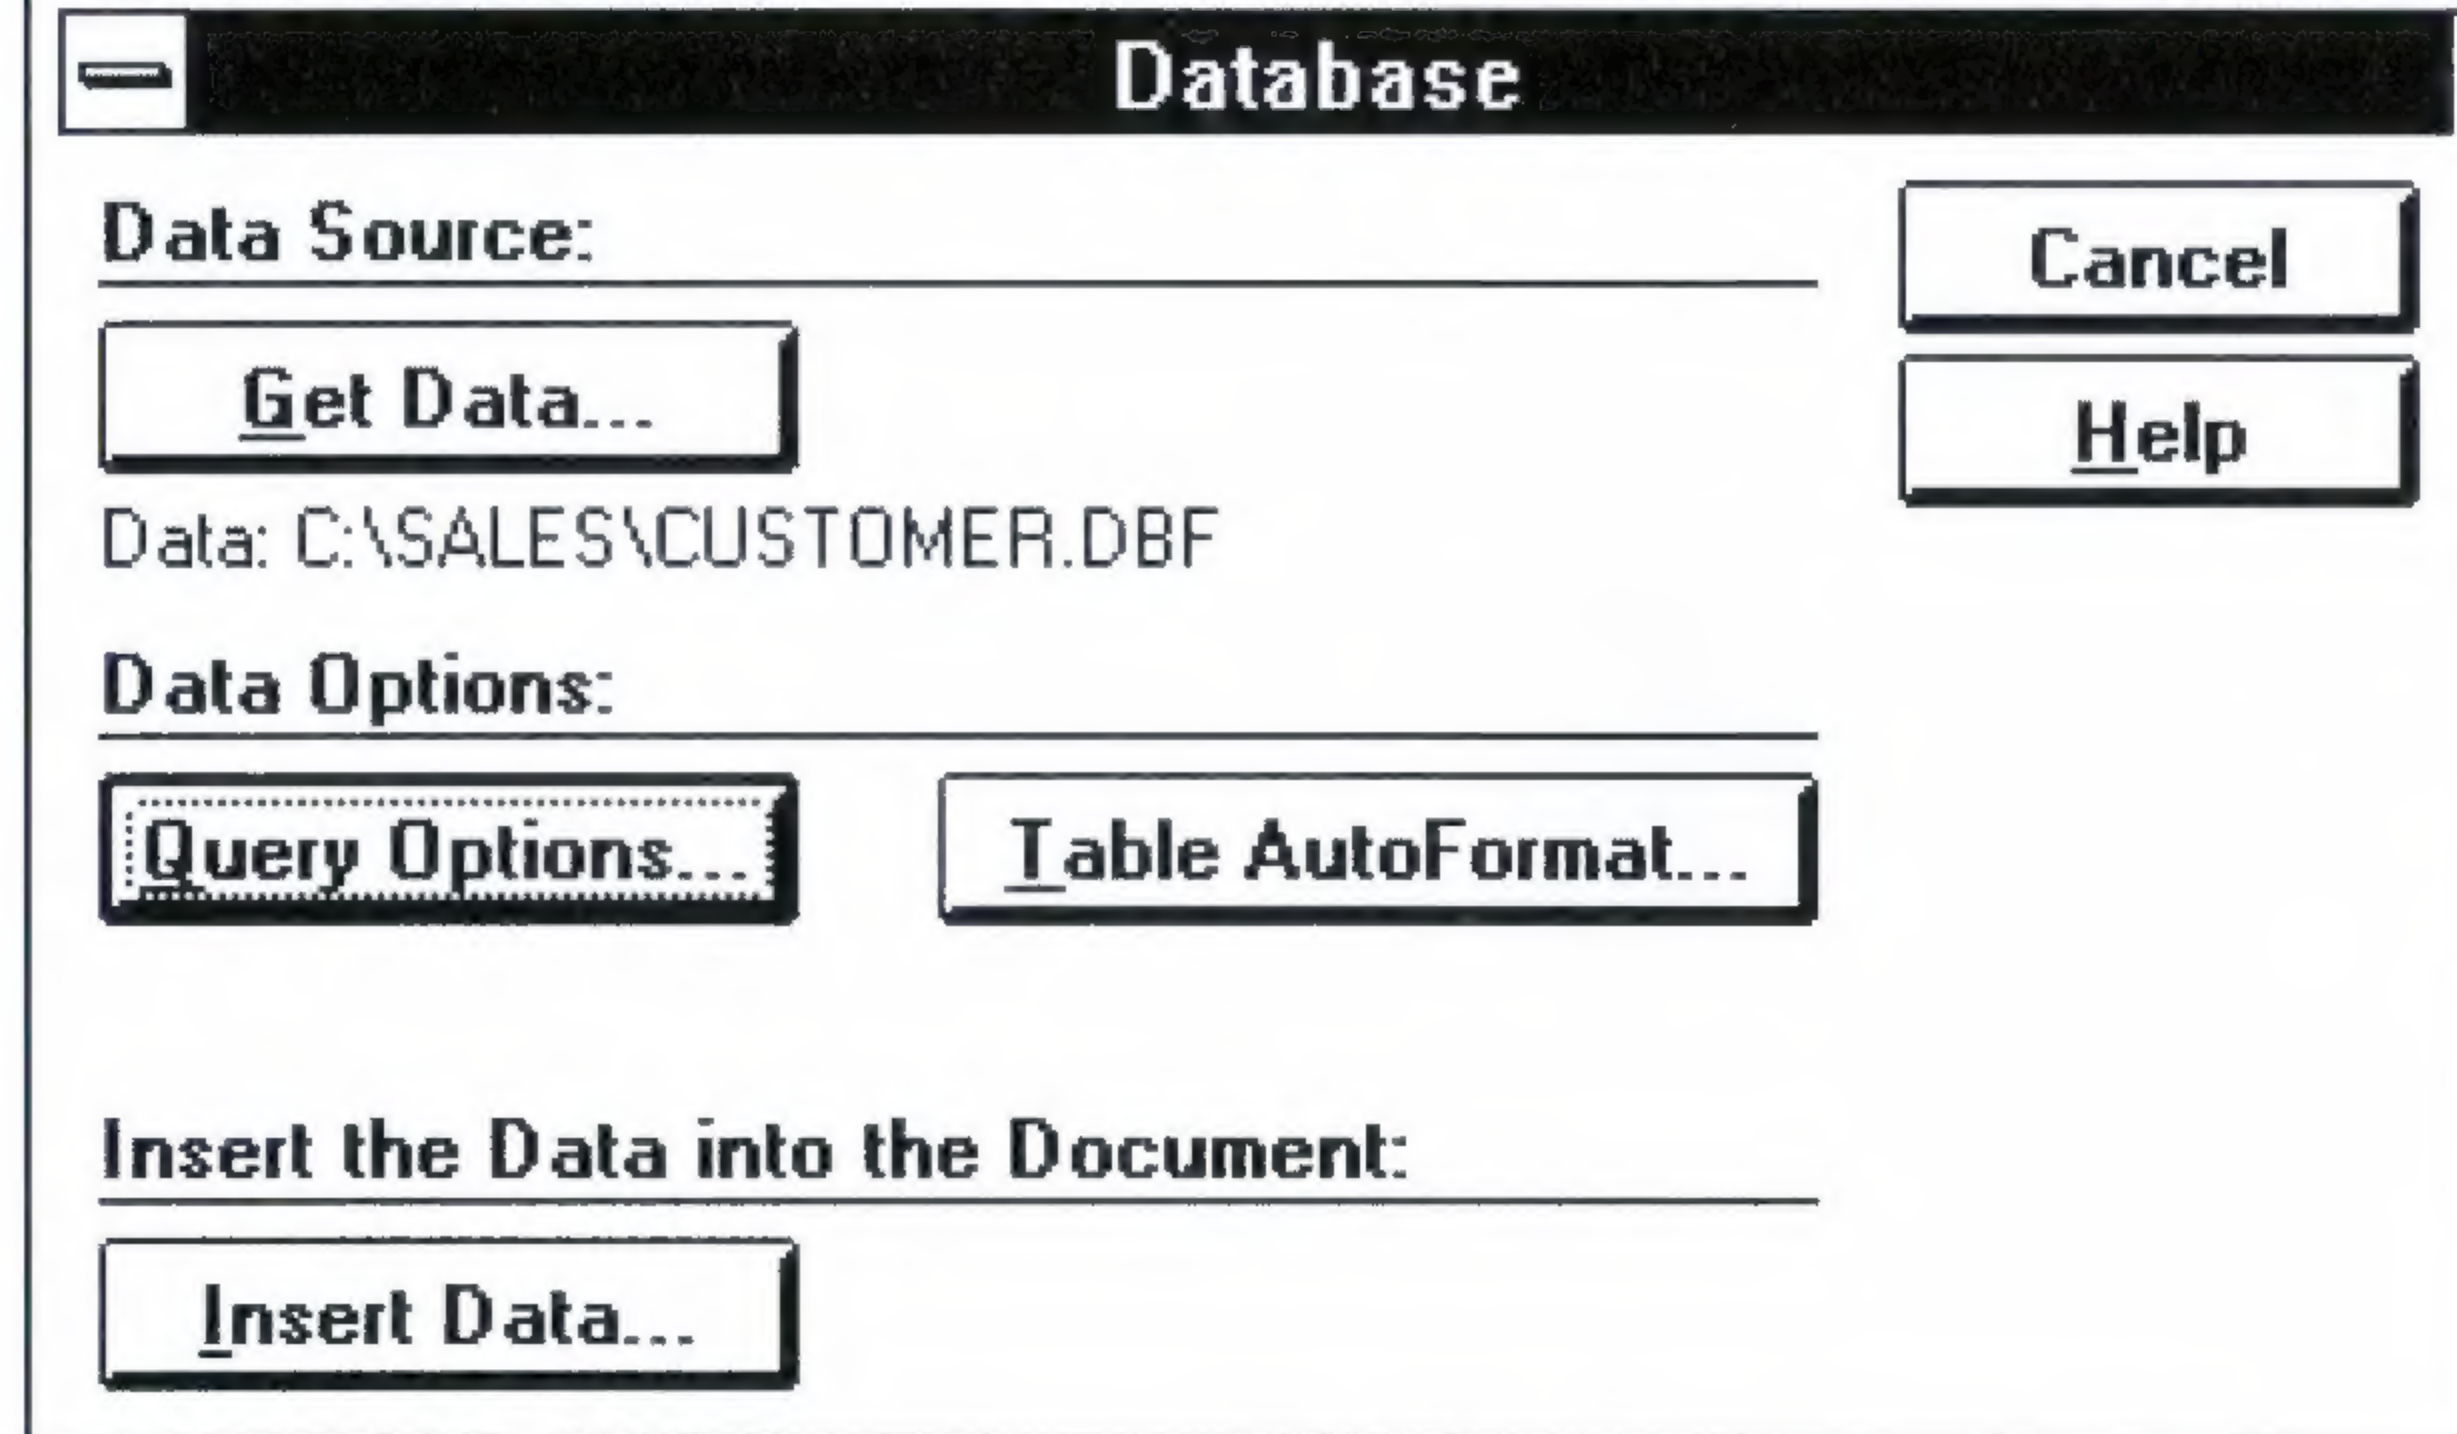 Database
Data Source:
Cancel
Get Data...
Help
Data: C:\SALES\CUSTOMER.DBF
Data Options:
Query Options...
Table AutoFormat...
Insert the Data into the Document:
Insert Data...